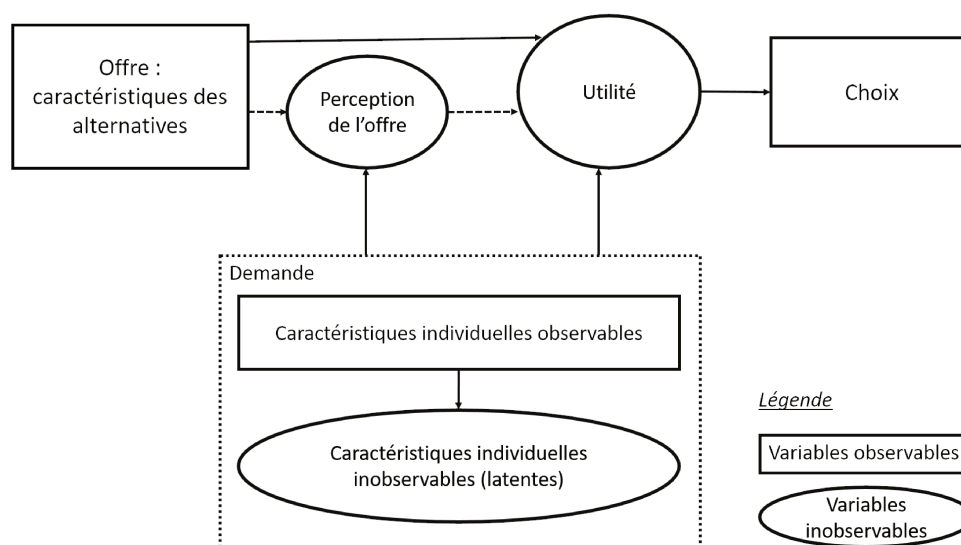 Offre :
caractéristiques des
alternatives
Perception
de l'offre
Utilité
Choix
Demande
Caractéristiques individuelles observables
Caractéristiques individuelles
inobservables (latentes)
Légende
Variables observables
Variables
inobservables